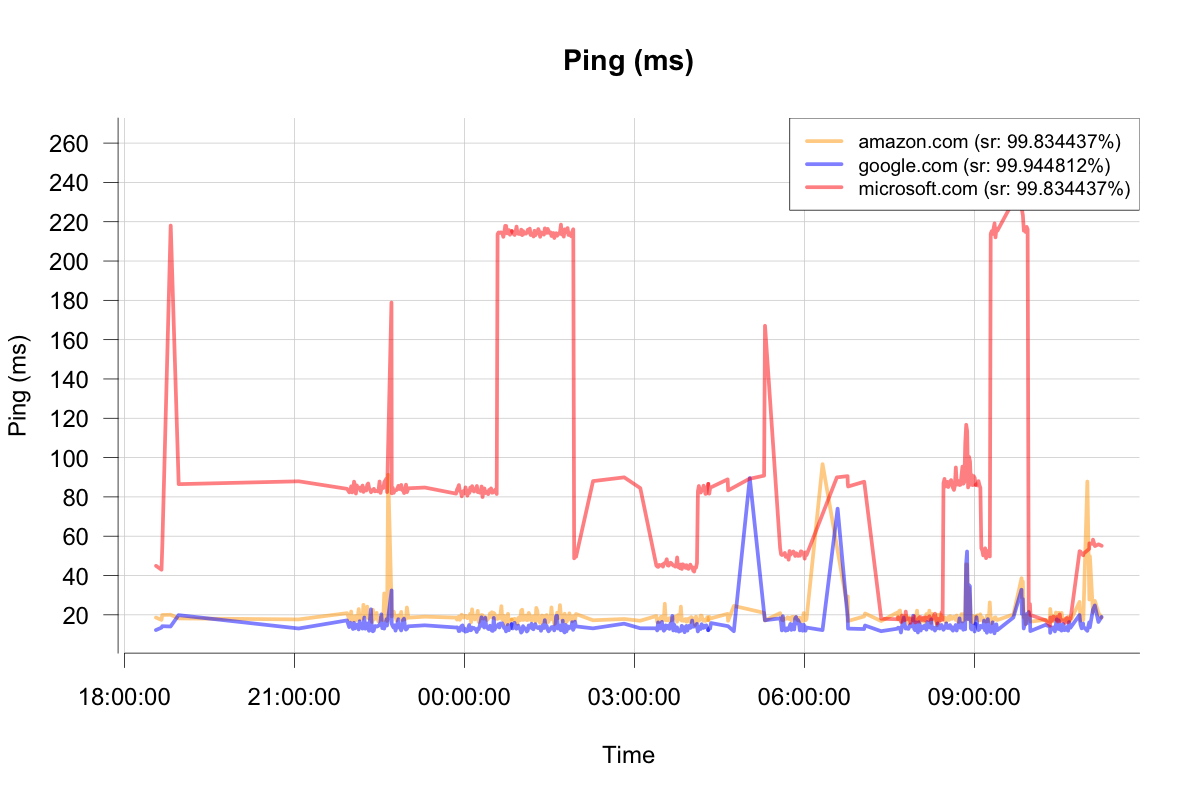 Ping (ms)
amazon.com (sr: 99.834437%)
google.com (sr: 99.944812%)
microsoft.com (sr: 99.834437%)
260
240
220
200
180
160
140
120
100
80
60
40
20
Ping (ms)
18:00:00 21:00:00 00:00:00 03:00:00 06:00:00 09:00:00
Time